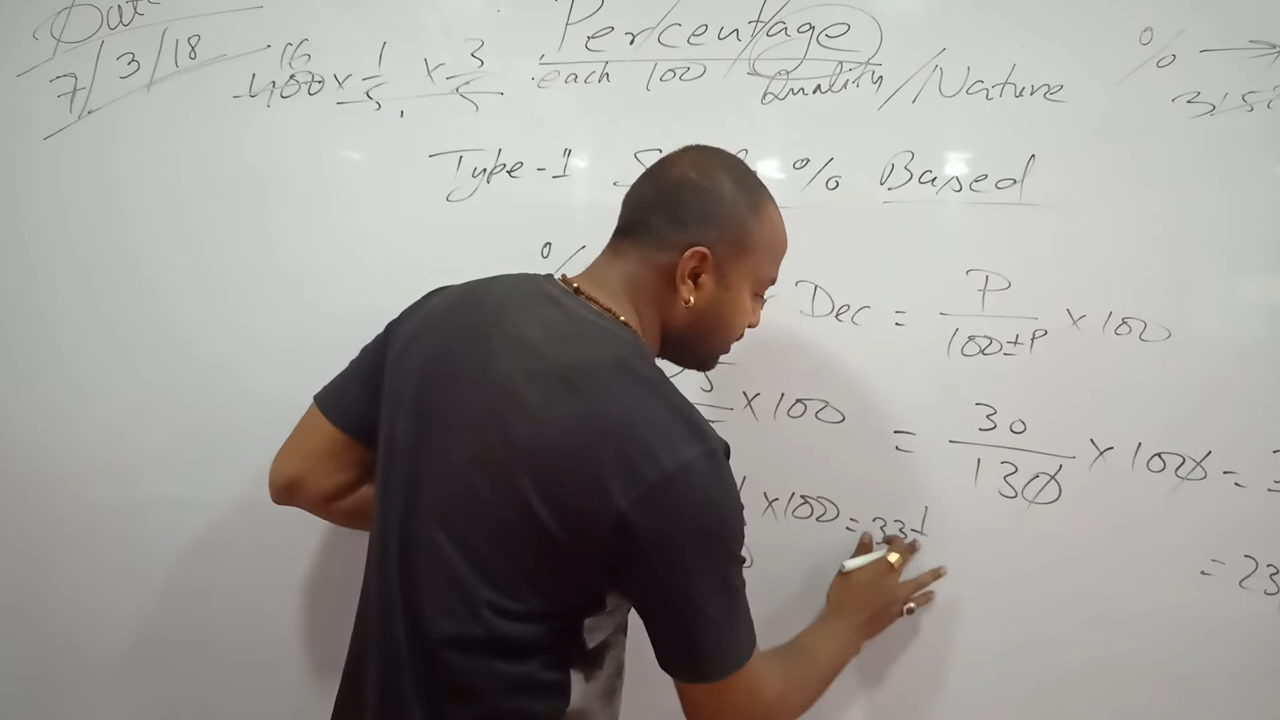 Date
7/3/18
16
400 × 1/5 × 3/5
Percentage
each 100 Quality/Nature
% →
3:5
Type-1 % Based
%
Dec = P/(100±P) × 100
× 100 = 30/130 × 100 =
× 100 = 33 1
= 23